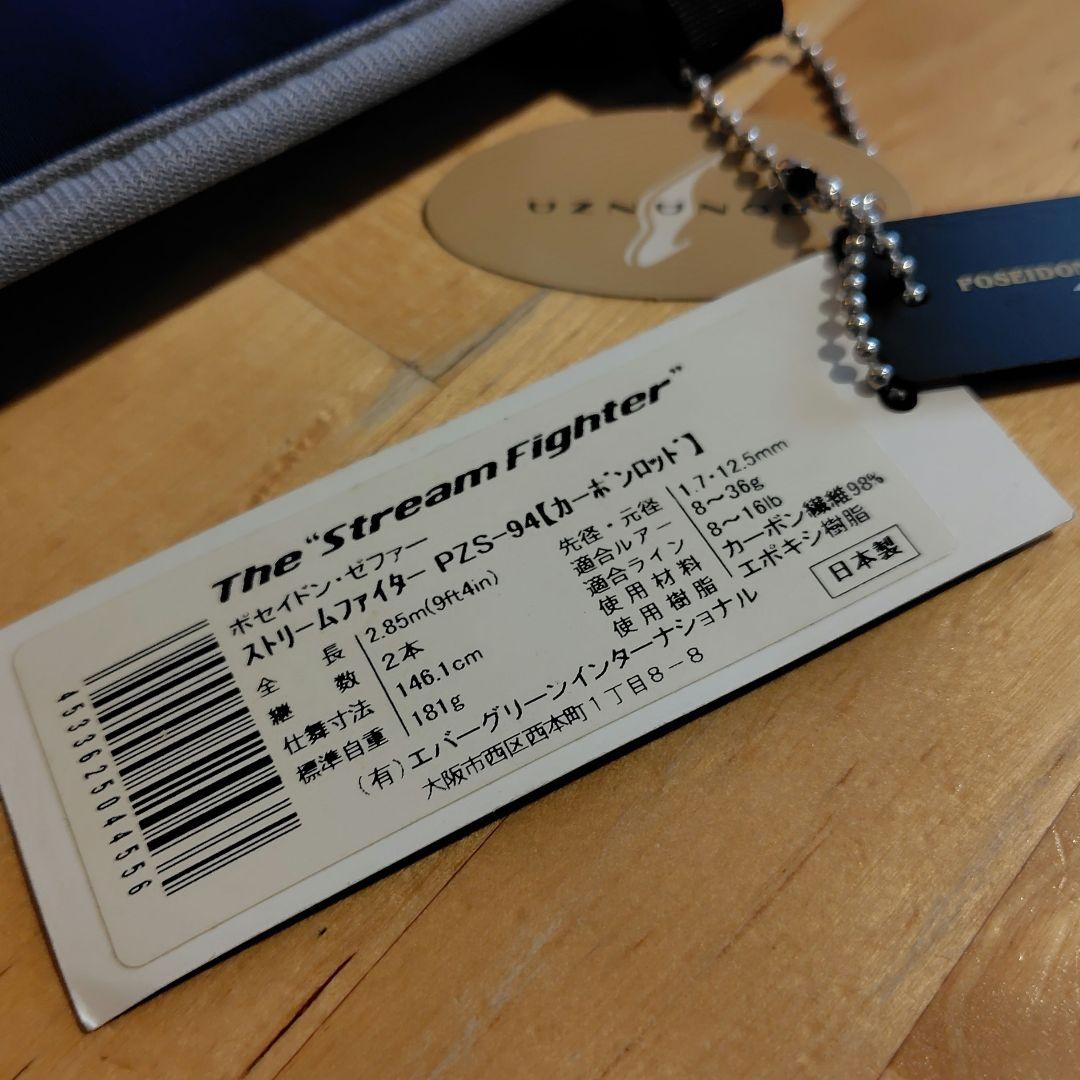 POSEIDON
The "Stream Fighter"
ポセイドン・ゼファー
ストリームファイター PZS-94【カーボンロッド】
全長 2.85m(9ft4in)
継数 2本
仕舞寸法 146.1cm
標準自重 181g
先径・元径 1.7・12.5mm
適合ルアー 8～36g
適合ライン 8～16lb
使用材料 カーボン繊維98%
使用樹脂 エポキシ樹脂
(有)エバーグリーンインターナショナル
大阪市西区西本町1丁目8-8
日本製
4533625044556